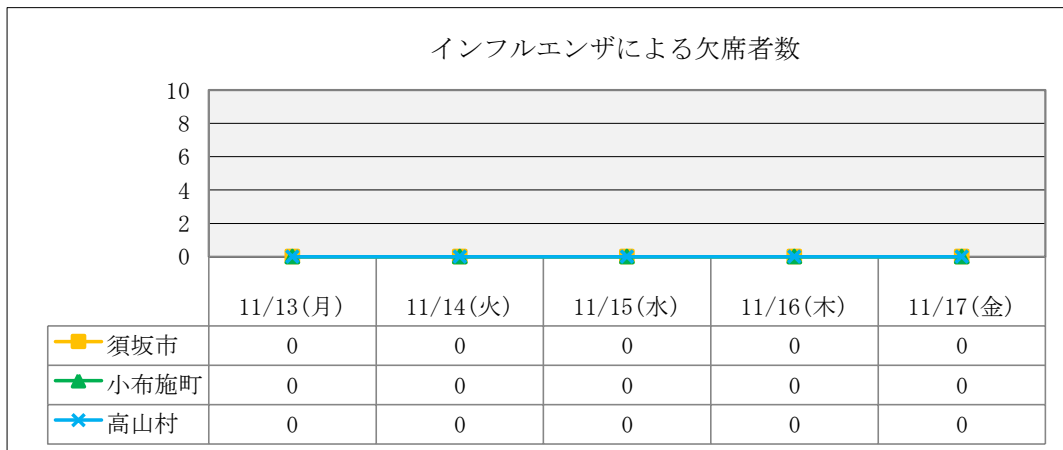 インフルエンザによる欠席者数
10
8
6
4
2
0
11/13(月) 11/14(火) 11/15(水) 11/16(木) 11/17(金)
須坂市 0 0 0 0 0
小布施町 0 0 0 0 0
高山村 0 0 0 0 0